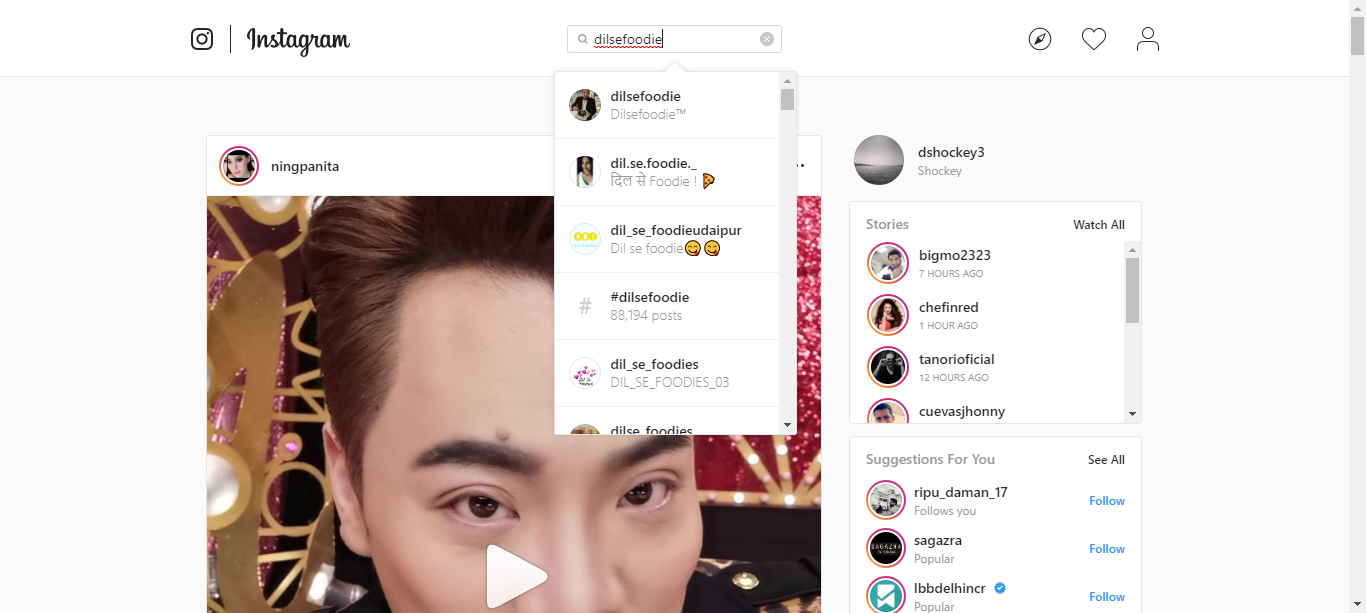 Instagram
dilsefoodie
dilsefoodie
Dilsefoodie™
dil.se.foodie._
दिल से Foodie ! 🍕
dil_se_foodieudaipur
Dil se foodie😋😋
#
#dilsefoodie
88,194 posts
dil_se_foodies
DIL_SE_FOODIES_03
dilse_foodies
ningpanita
dshockey3
Shockey
Stories
Watch All
bigmo2323
7 HOURS AGO
chefinred
1 HOUR AGO
tanorioficial
12 HOURS AGO
cuevasjhonny
Suggestions For You
See All
ripu_daman_17
Follows you
Follow
sagazra
Popular
Follow
SAGAZRA
lbbdelhincr
Popular
Follow